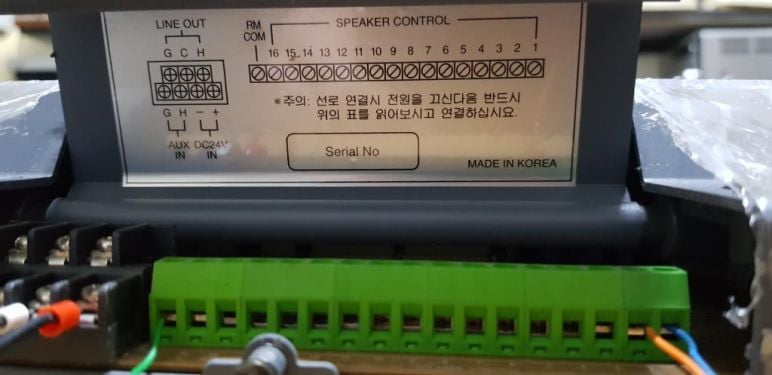 LINE OUT
G C H
G H − +
AUX IN
DC24V IN
RM COM
SPEAKER CONTROL
16 15 14 13 12 11 10 9 8 7 6 5 4 3 2 1
※주의: 선로 연결시 전원을 끄신다음 반드시
위의 표를 읽어보시고 연결하십시요.
Serial No
MADE IN KOREA